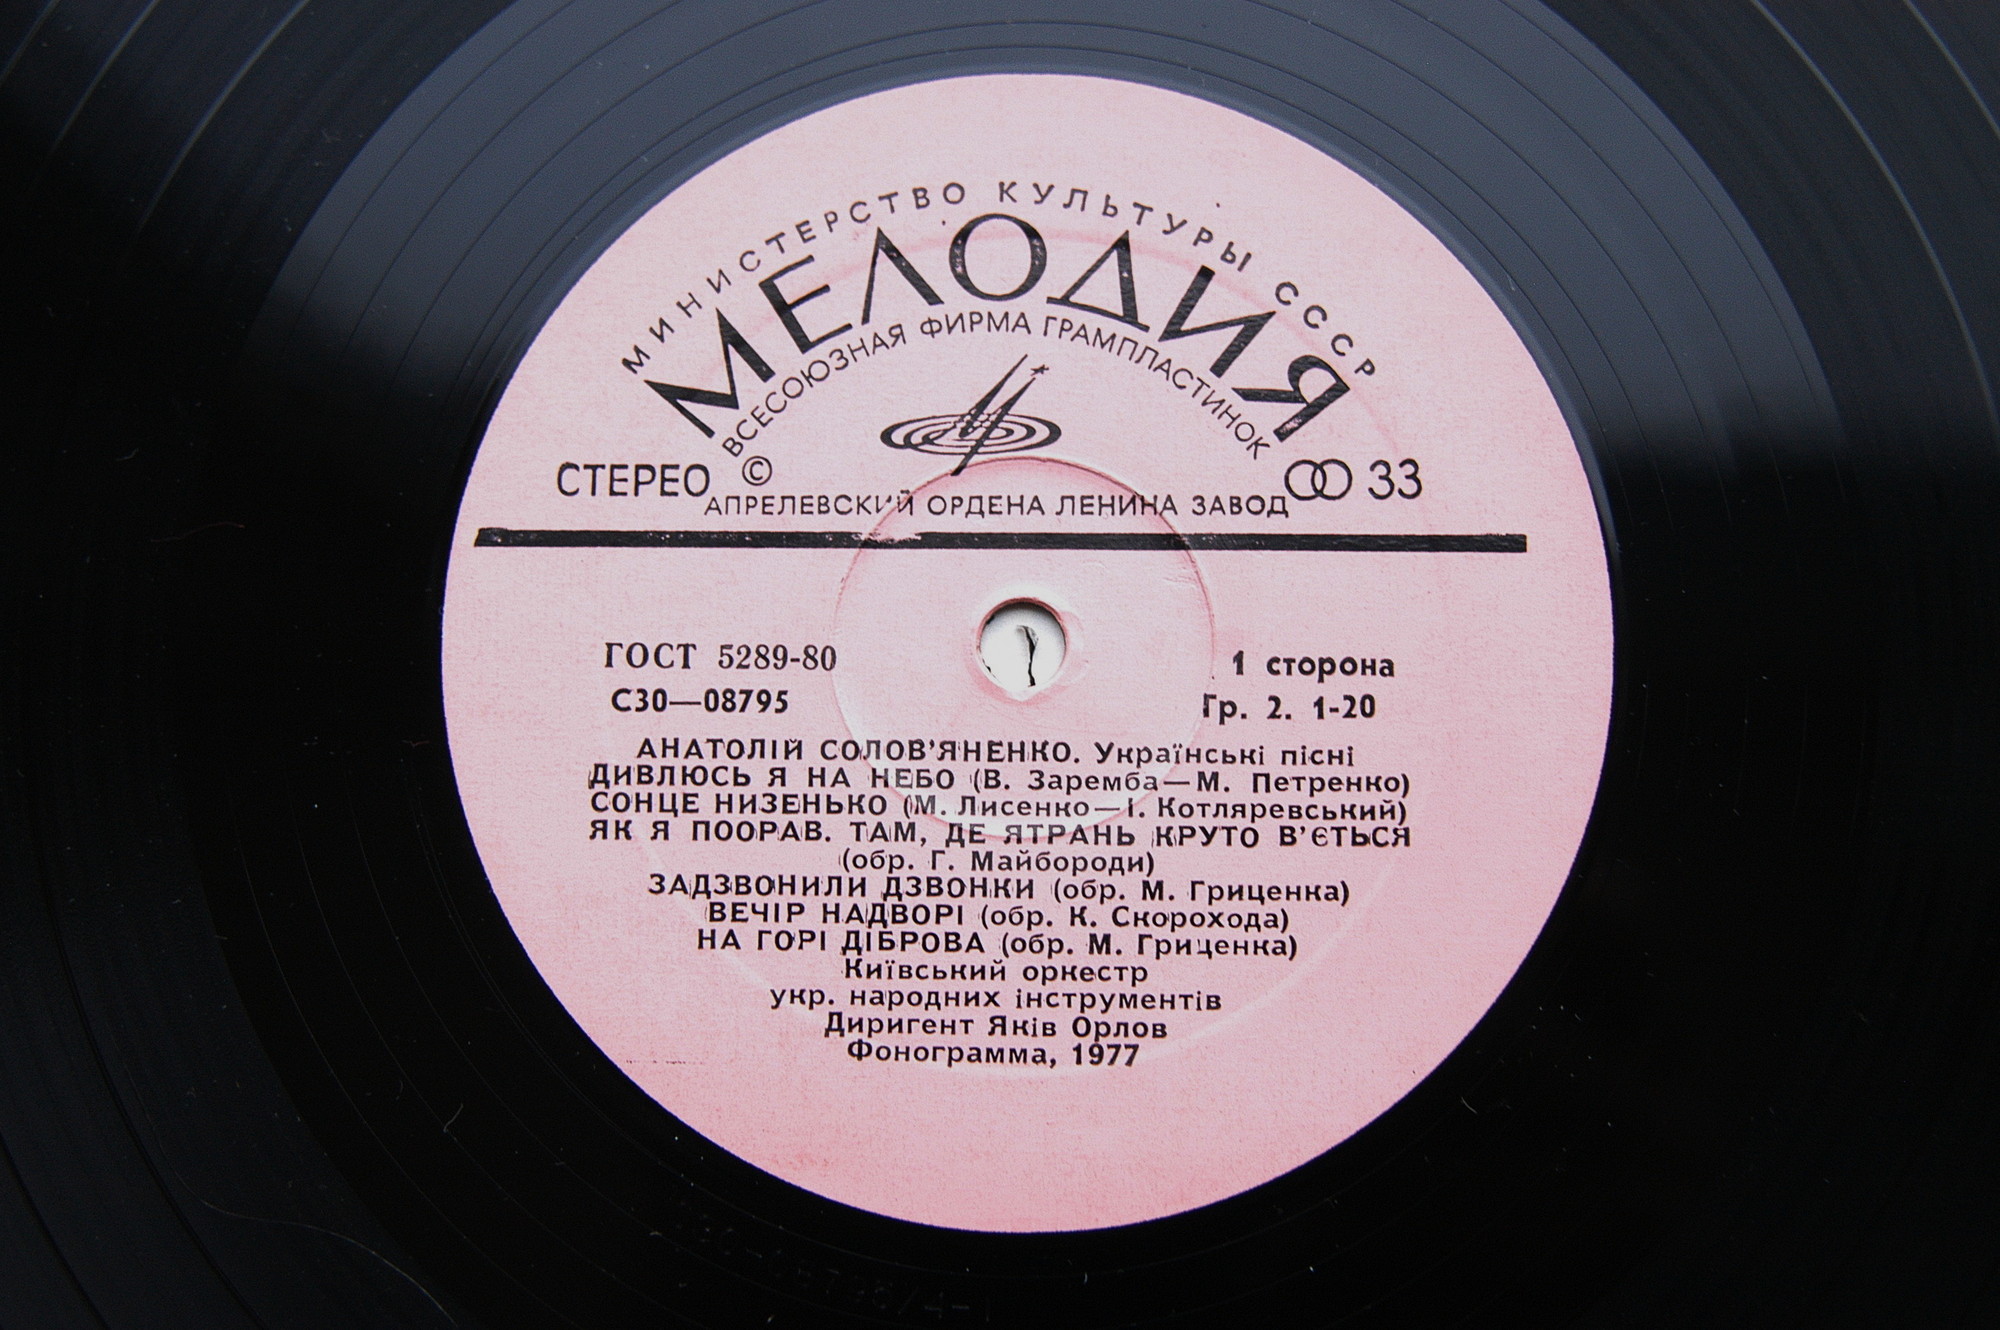 МИНИСТЕРСТВО КУЛЬТУРЫ СССР
МЕЛОДИЯ
ВСЕСОЮЗНАЯ ФИРМА ГРАМПЛАСТИНОК
СТЕРЕО © 33
АПРЕЛЕВСКИЙ ОРДЕНА ЛЕНИНА ЗАВОД
ГОСТ 5289-80 1 сторона
С30—08795 Гр. 2. 1-20
АНАТОЛІЙ СОЛОВ’ЯНЕНКО. Українські пісні
ДИВЛЮСЬ Я НА НЕБО (В. Заремба—М. Петренко)
СОНЦЕ НИЗЕНЬКО (М. Лисенко—І. Котляревський)
ЯК Я ПООРАВ. ТАМ, ДЕ ЯТРАНЬ КРУТО В’ЄТЬСЯ
(обр. Г. Майбороди)
ЗАДЗВОНИЛИ ДЗВОНКИ (обр. М. Гриценка)
ВЕЧІР НАДВОРІ (обр. К. Скорохода)
НА ГОРІ ДІБРОВА (обр. М. Гриценка)
Київський оркестр
укр. народних інструментів
Диригент Яків Орлов
Фонограмма, 1977